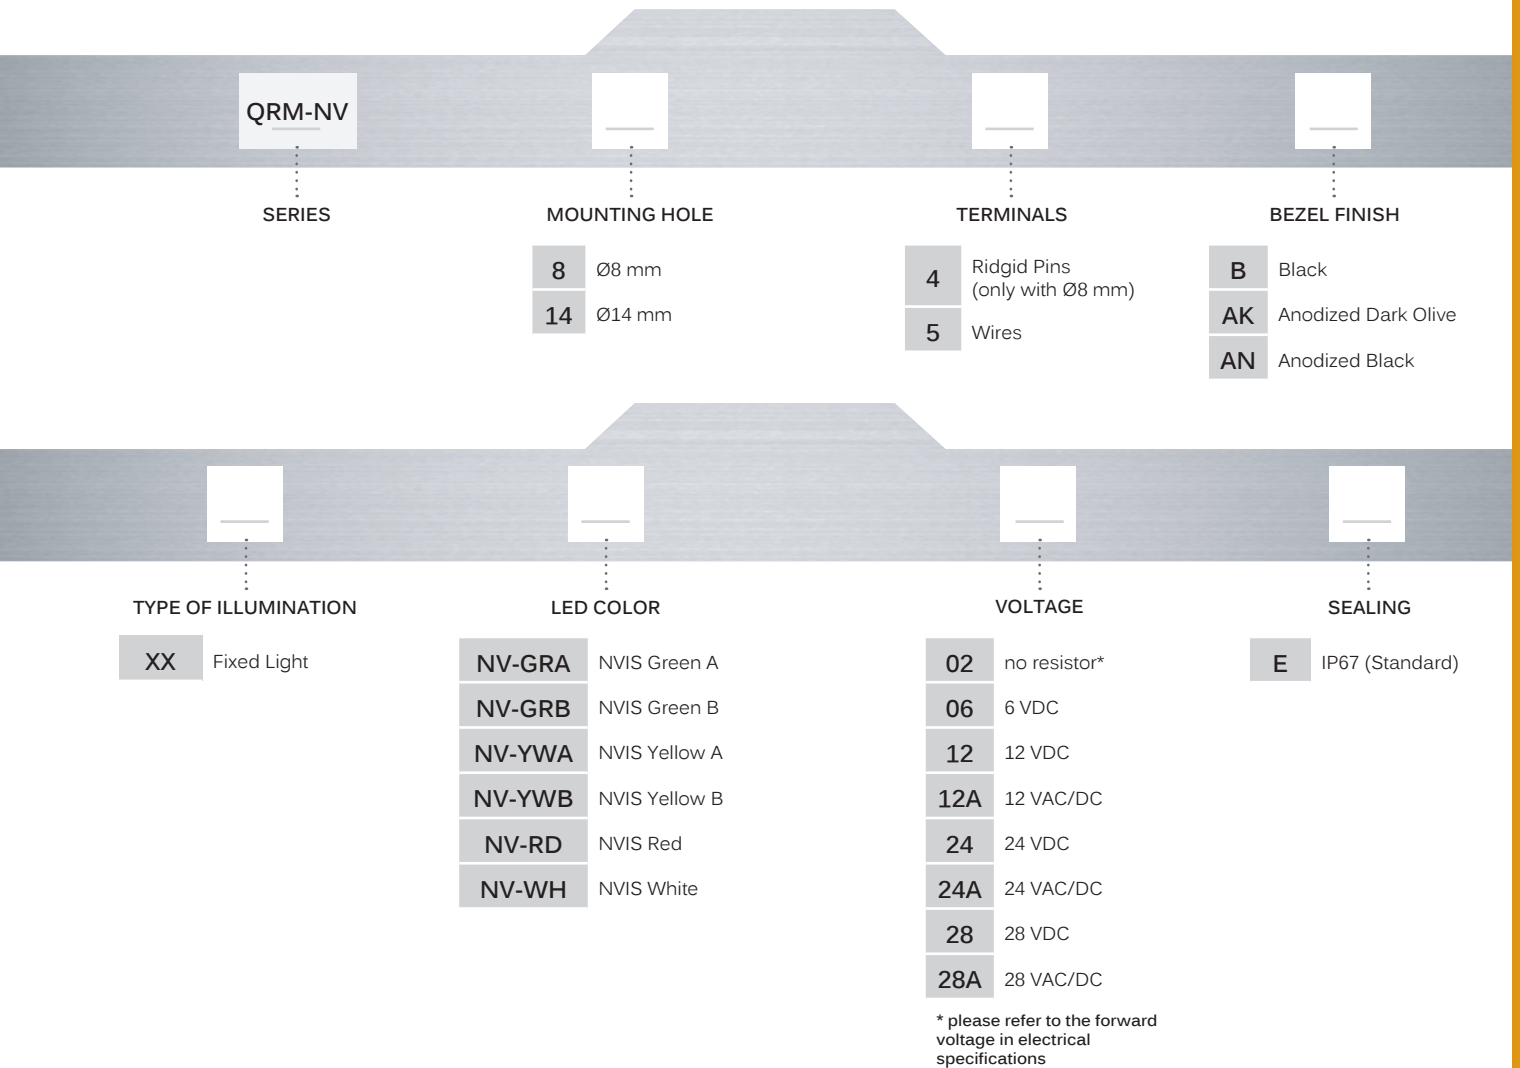 QRM-NV
SERIES
MOUNTING HOLE
8 Ø8 mm
14 Ø14 mm
TERMINALS
4 Ridgid Pins
(only with Ø8 mm)
5 Wires
BEZEL FINISH
B Black
AK Anodized Dark Olive
AN Anodized Black
TYPE OF ILLUMINATION
XX Fixed Light
LED COLOR
NV-GRA NVIS Green A
NV-GRB NVIS Green B
NV-YWA NVIS Yellow A
NV-YWB NVIS Yellow B
NV-RD NVIS Red
NV-WH NVIS White
VOLTAGE
02 no resistor*
06 6 VDC
12 12 VDC
12A 12 VAC/DC
24 24 VDC
24A 24 VAC/DC
28 28 VDC
28A 28 VAC/DC
* please refer to the forward
voltage in electrical
specifications
SEALING
E IP67 (Standard)